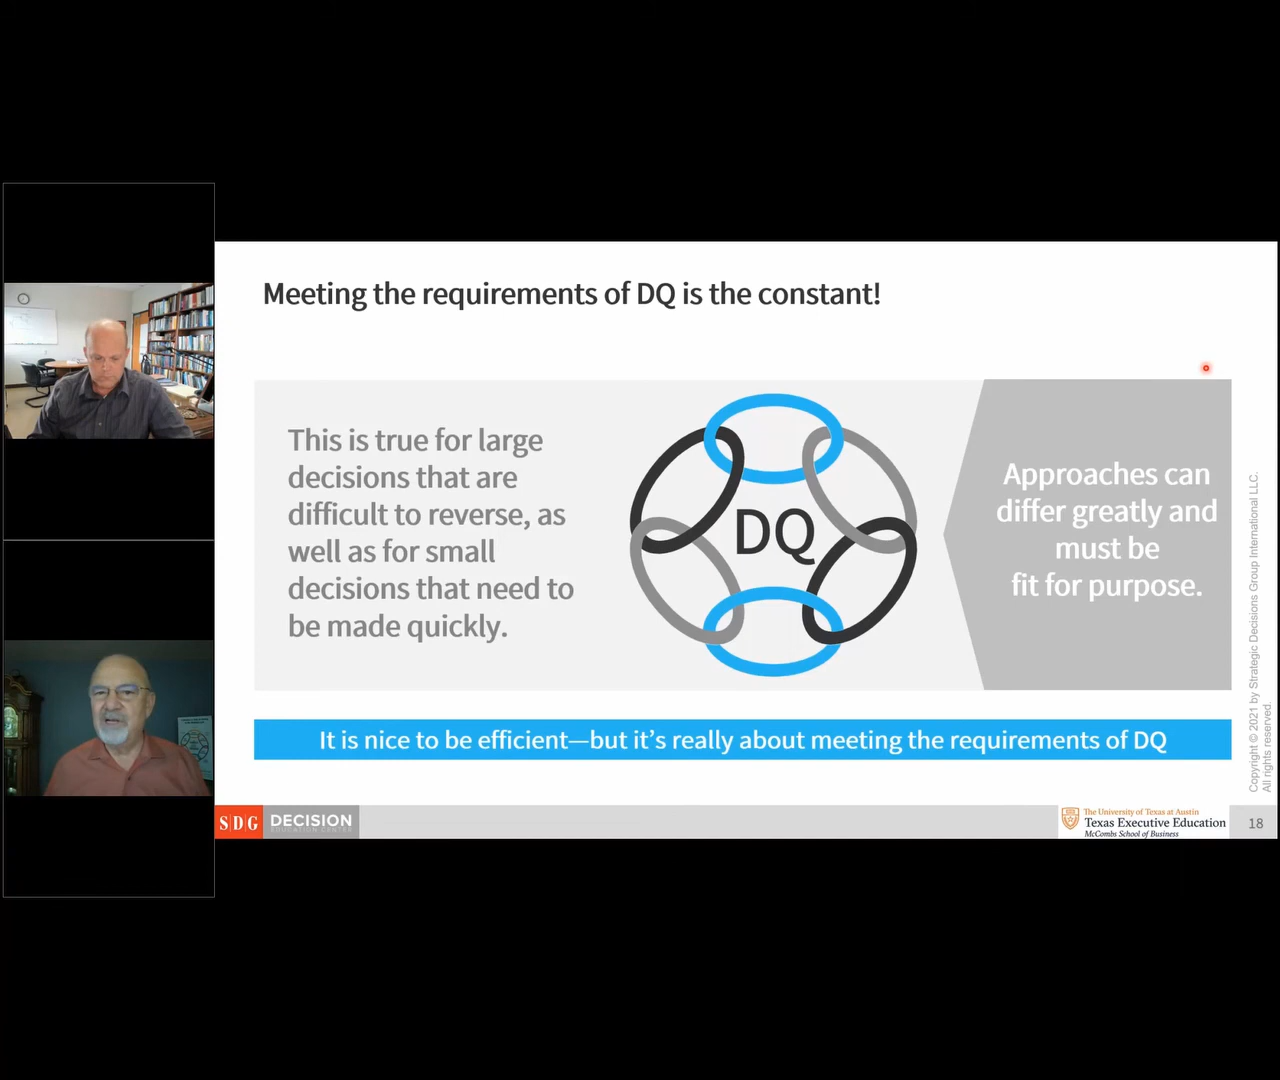 Meeting the requirements of DQ is the constant!
This is true for large
decisions that are
difficult to reverse, as
well as for small
decisions that need to
be made quickly.
DQ
Approaches can
differ greatly and
must be
fit for purpose.
It is nice to be efficient—but it's really about meeting the requirements of DQ
Copyright © 2021 by Strategic Decisions Group International LLC.
All rights reserved.
SDG
DECISION
EDUCATION CENTER
The University of Texas at Austin
Texas Executive Education
McCombs School of Business
18